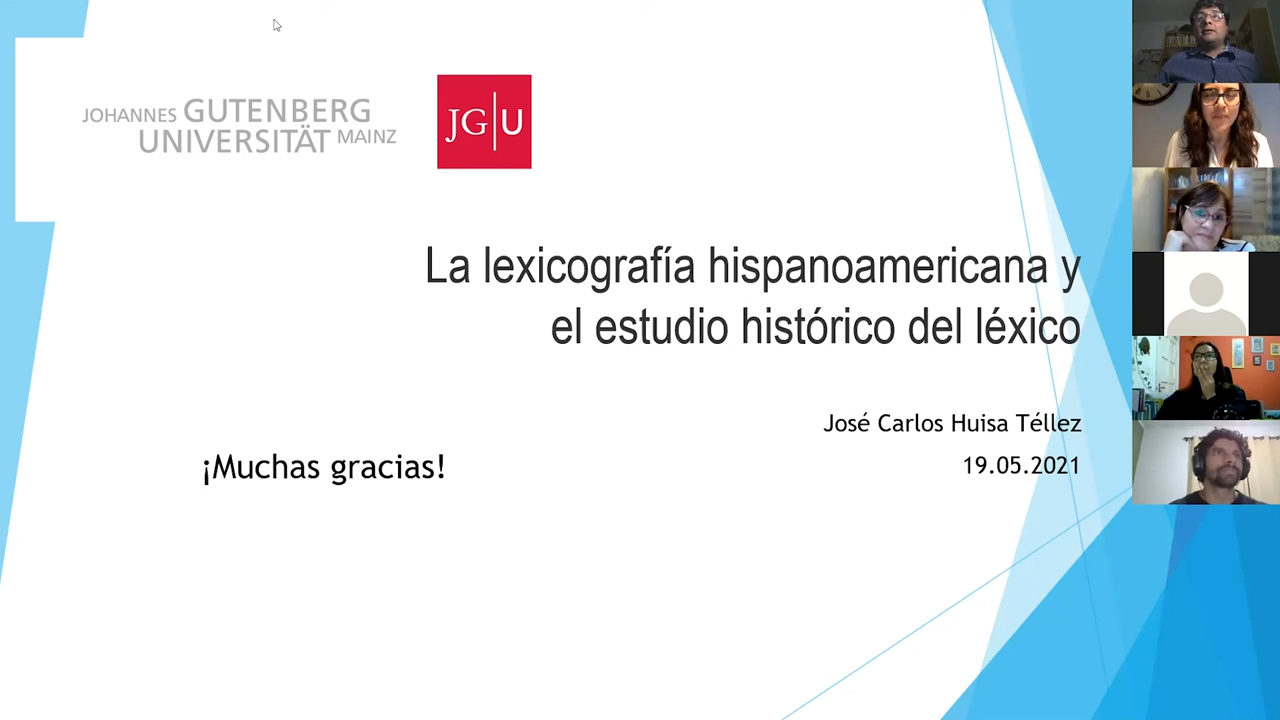 JOHANNES GUTENBERG
UNIVERSITÄT MAINZ
JG|U
La lexicografía hispanoamericana y
el estudio histórico del léxico
José Carlos Huisa Téllez
19.05.2021
¡Muchas gracias!